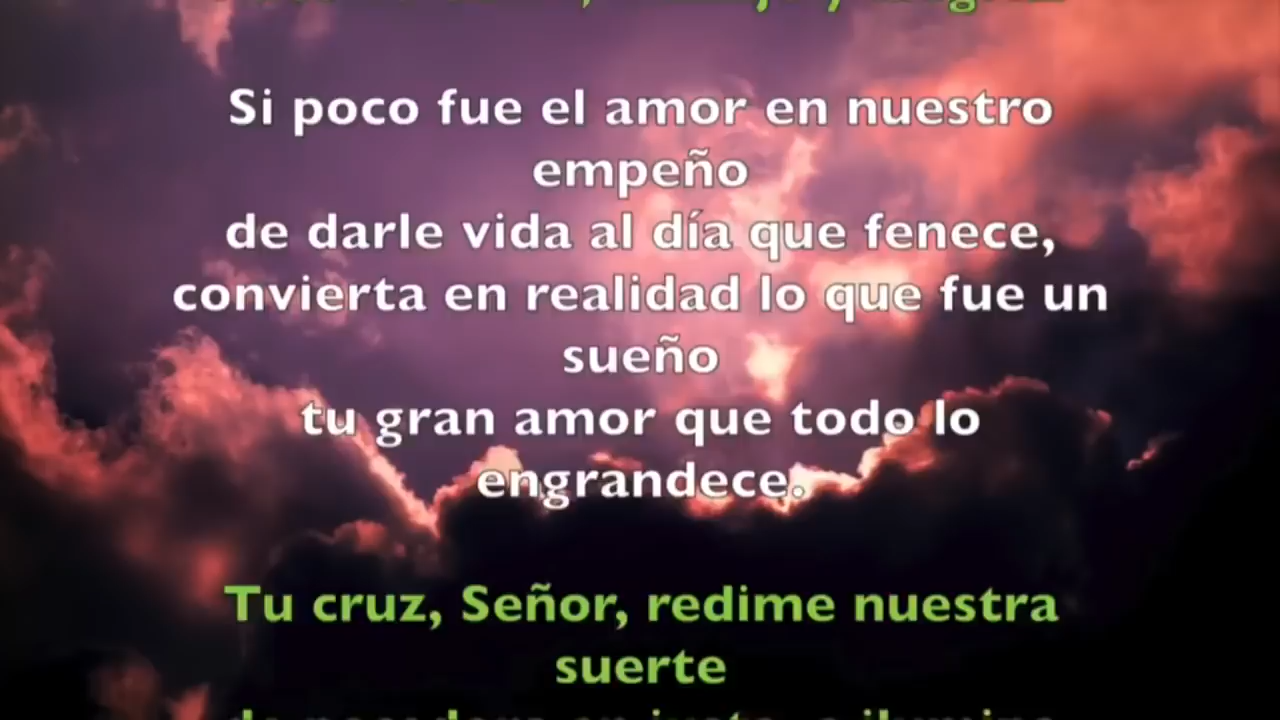 Si poco fue el amor en nuestro
empeño
de darle vida al día que fenece,
convierta en realidad lo que fue un
sueño
tu gran amor que todo lo
engrandece.
Tu cruz, Señor, redime nuestra
suerte